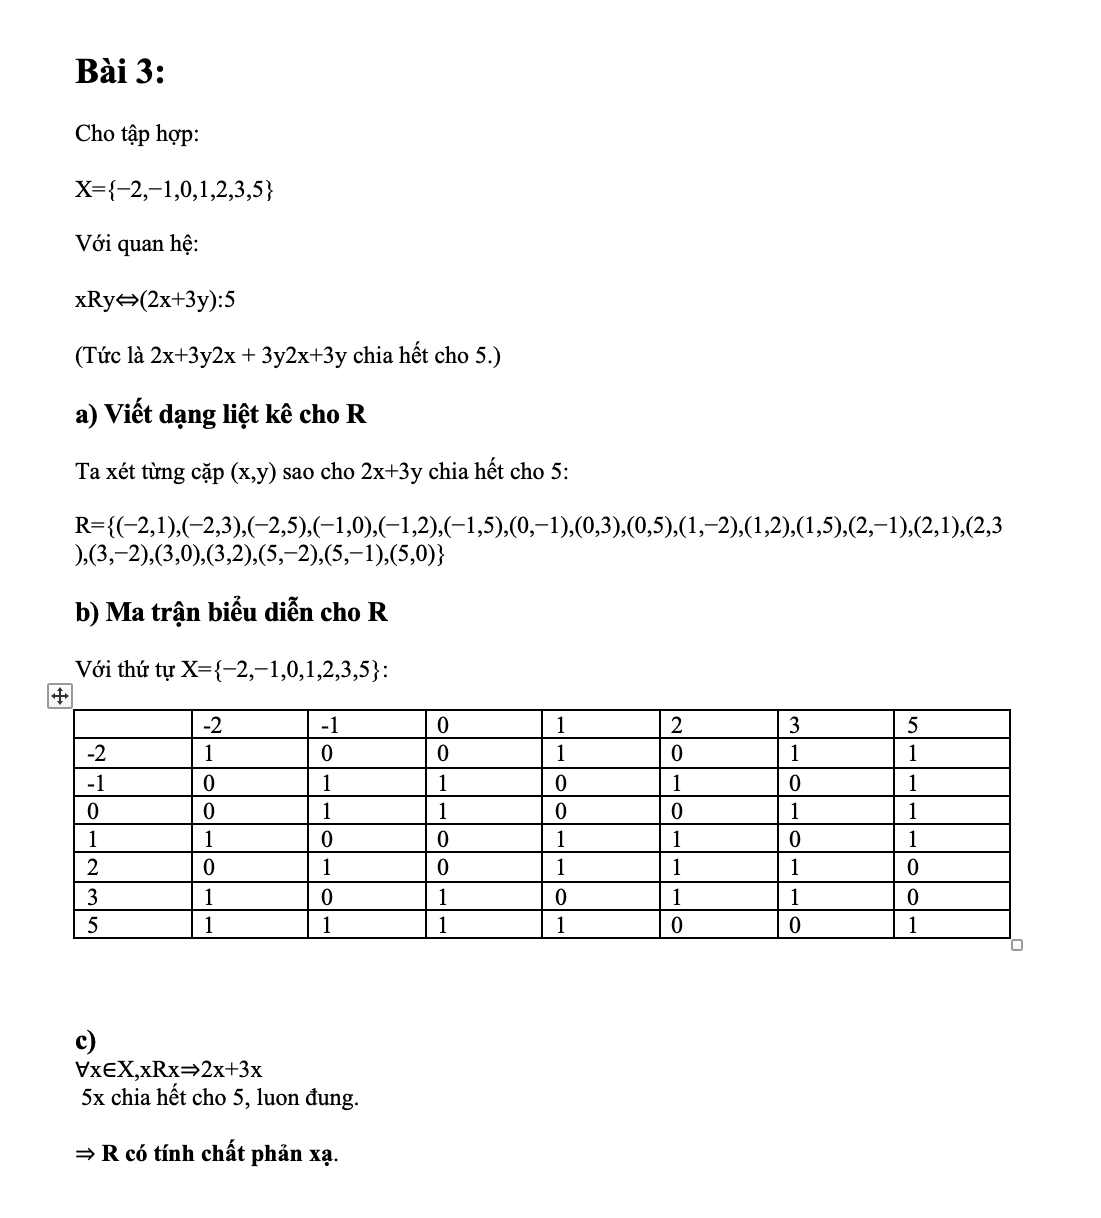 Bài 3:
Cho tập hợp:
X={−2,−1,0,1,2,3,5}
Với quan hệ:
xRy⇔(2x+3y):5
(Tức là 2x+3y2x + 3y2x+3y chia hết cho 5.)
a) Viết dạng liệt kê cho R
Ta xét từng cặp (x,y) sao cho 2x+3y chia hết cho 5:
R={(−2,1),(−2,3),(−2,5),(−1,0),(−1,2),(−1,5),(0,−1),(0,3),(0,5),(1,−2),(1,2),(1,5),(2,−1),(2,1),(2,3
),(3,−2),(3,0),(3,2),(5,−2),(5,−1),(5,0)}
b) Ma trận biểu diễn cho R
Với thứ tự X={−2,−1,0,1,2,3,5}:
-2 -1 0 1 2 3 5
-2 1 0 0 1 0 1 1
-1 0 1 1 0 1 0 1
0 0 1 1 0 0 1 1
1 1 0 0 1 1 0 1
2 0 1 0 1 1 1 0
3 1 0 1 0 1 1 0
5 1 1 1 1 0 0 1
c)
∀x∈X,xRx⇒2x+3x
5x chia hết cho 5, luon đung.
⇒ R có tính chất phản xạ.